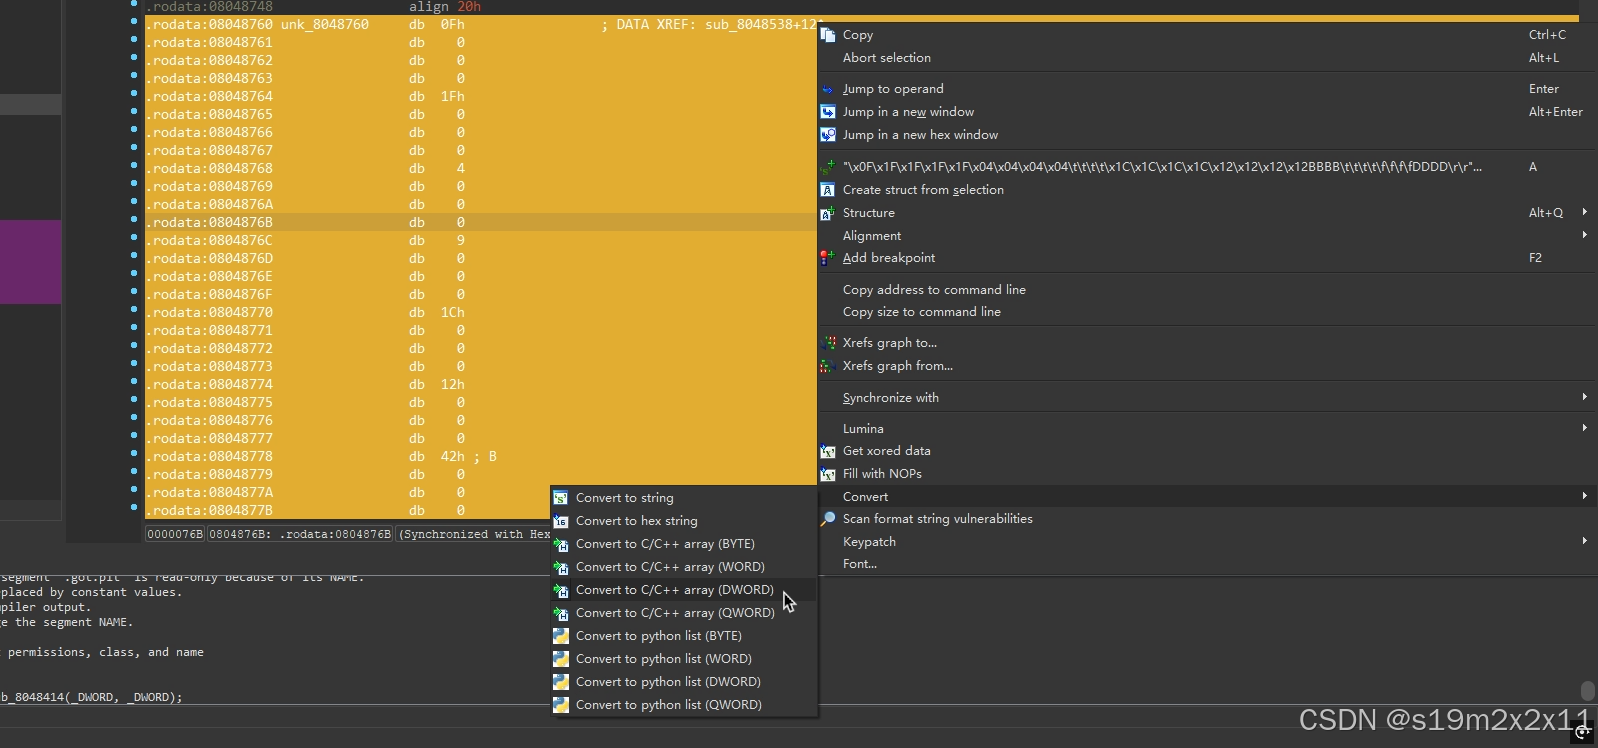 .rodata:08048748 align 20h
.rodata:08048760 unk_8048760 db 0Fh ; DATA XREF: sub_8048538+12↑
.rodata:08048761 db 0
.rodata:08048762 db 0
.rodata:08048763 db 0
.rodata:08048764 db 1Fh
.rodata:08048765 db 0
.rodata:08048766 db 0
.rodata:08048767 db 0
.rodata:08048768 db 4
.rodata:08048769 db 0
.rodata:0804876A db 0
.rodata:0804876B db 0
.rodata:0804876C db 9
.rodata:0804876D db 0
.rodata:0804876E db 0
.rodata:0804876F db 0
.rodata:08048770 db 1Ch
.rodata:08048771 db 0
.rodata:08048772 db 0
.rodata:08048773 db 0
.rodata:08048774 db 12h
.rodata:08048775 db 0
.rodata:08048776 db 0
.rodata:08048777 db 0
.rodata:08048778 db 42h ; B
.rodata:08048779 db 0
.rodata:0804877A db 0
.rodata:0804877B db 0
0000076B 0804876B: .rodata:0804876B (Synchronized with Hex
Copy Ctrl+C
Abort selection Alt+L
Jump to operand Enter
Jump in a new window Alt+Enter
Jump in a new hex window
"\x0F\x1F\x1F\x1F\x1F\x04\x04\x04\x04\t\t\t\t\x1C\x1C\x1C\x1C\x12\x12\x12\x12BBBB\t\t\t\t\f\f\f\fDDDD\r\r"... A
Create struct from selection
Structure Alt+Q
Alignment
Add breakpoint F2
Copy address to command line
Copy size to command line
Xrefs graph to...
Xrefs graph from...
Synchronize with
Lumina
Get xored data
Fill with NOPs
Convert
Scan format string vulnerabilities
Keypatch
Font...
Convert to string
Convert to hex string
Convert to C/C++ array (BYTE)
Convert to C/C++ array (WORD)
Convert to C/C++ array (DWORD)
Convert to C/C++ array (QWORD)
Convert to python list (BYTE)
Convert to python list (WORD)
Convert to python list (DWORD)
Convert to python list (QWORD)
segment ".got.plt" is read-only because of its NAME.
placed by constant values.
piler output.
ge the segment NAME.
permissions, class, and name
b_8048414(_DWORD, _DWORD);
CSDN @s19m2x2x11